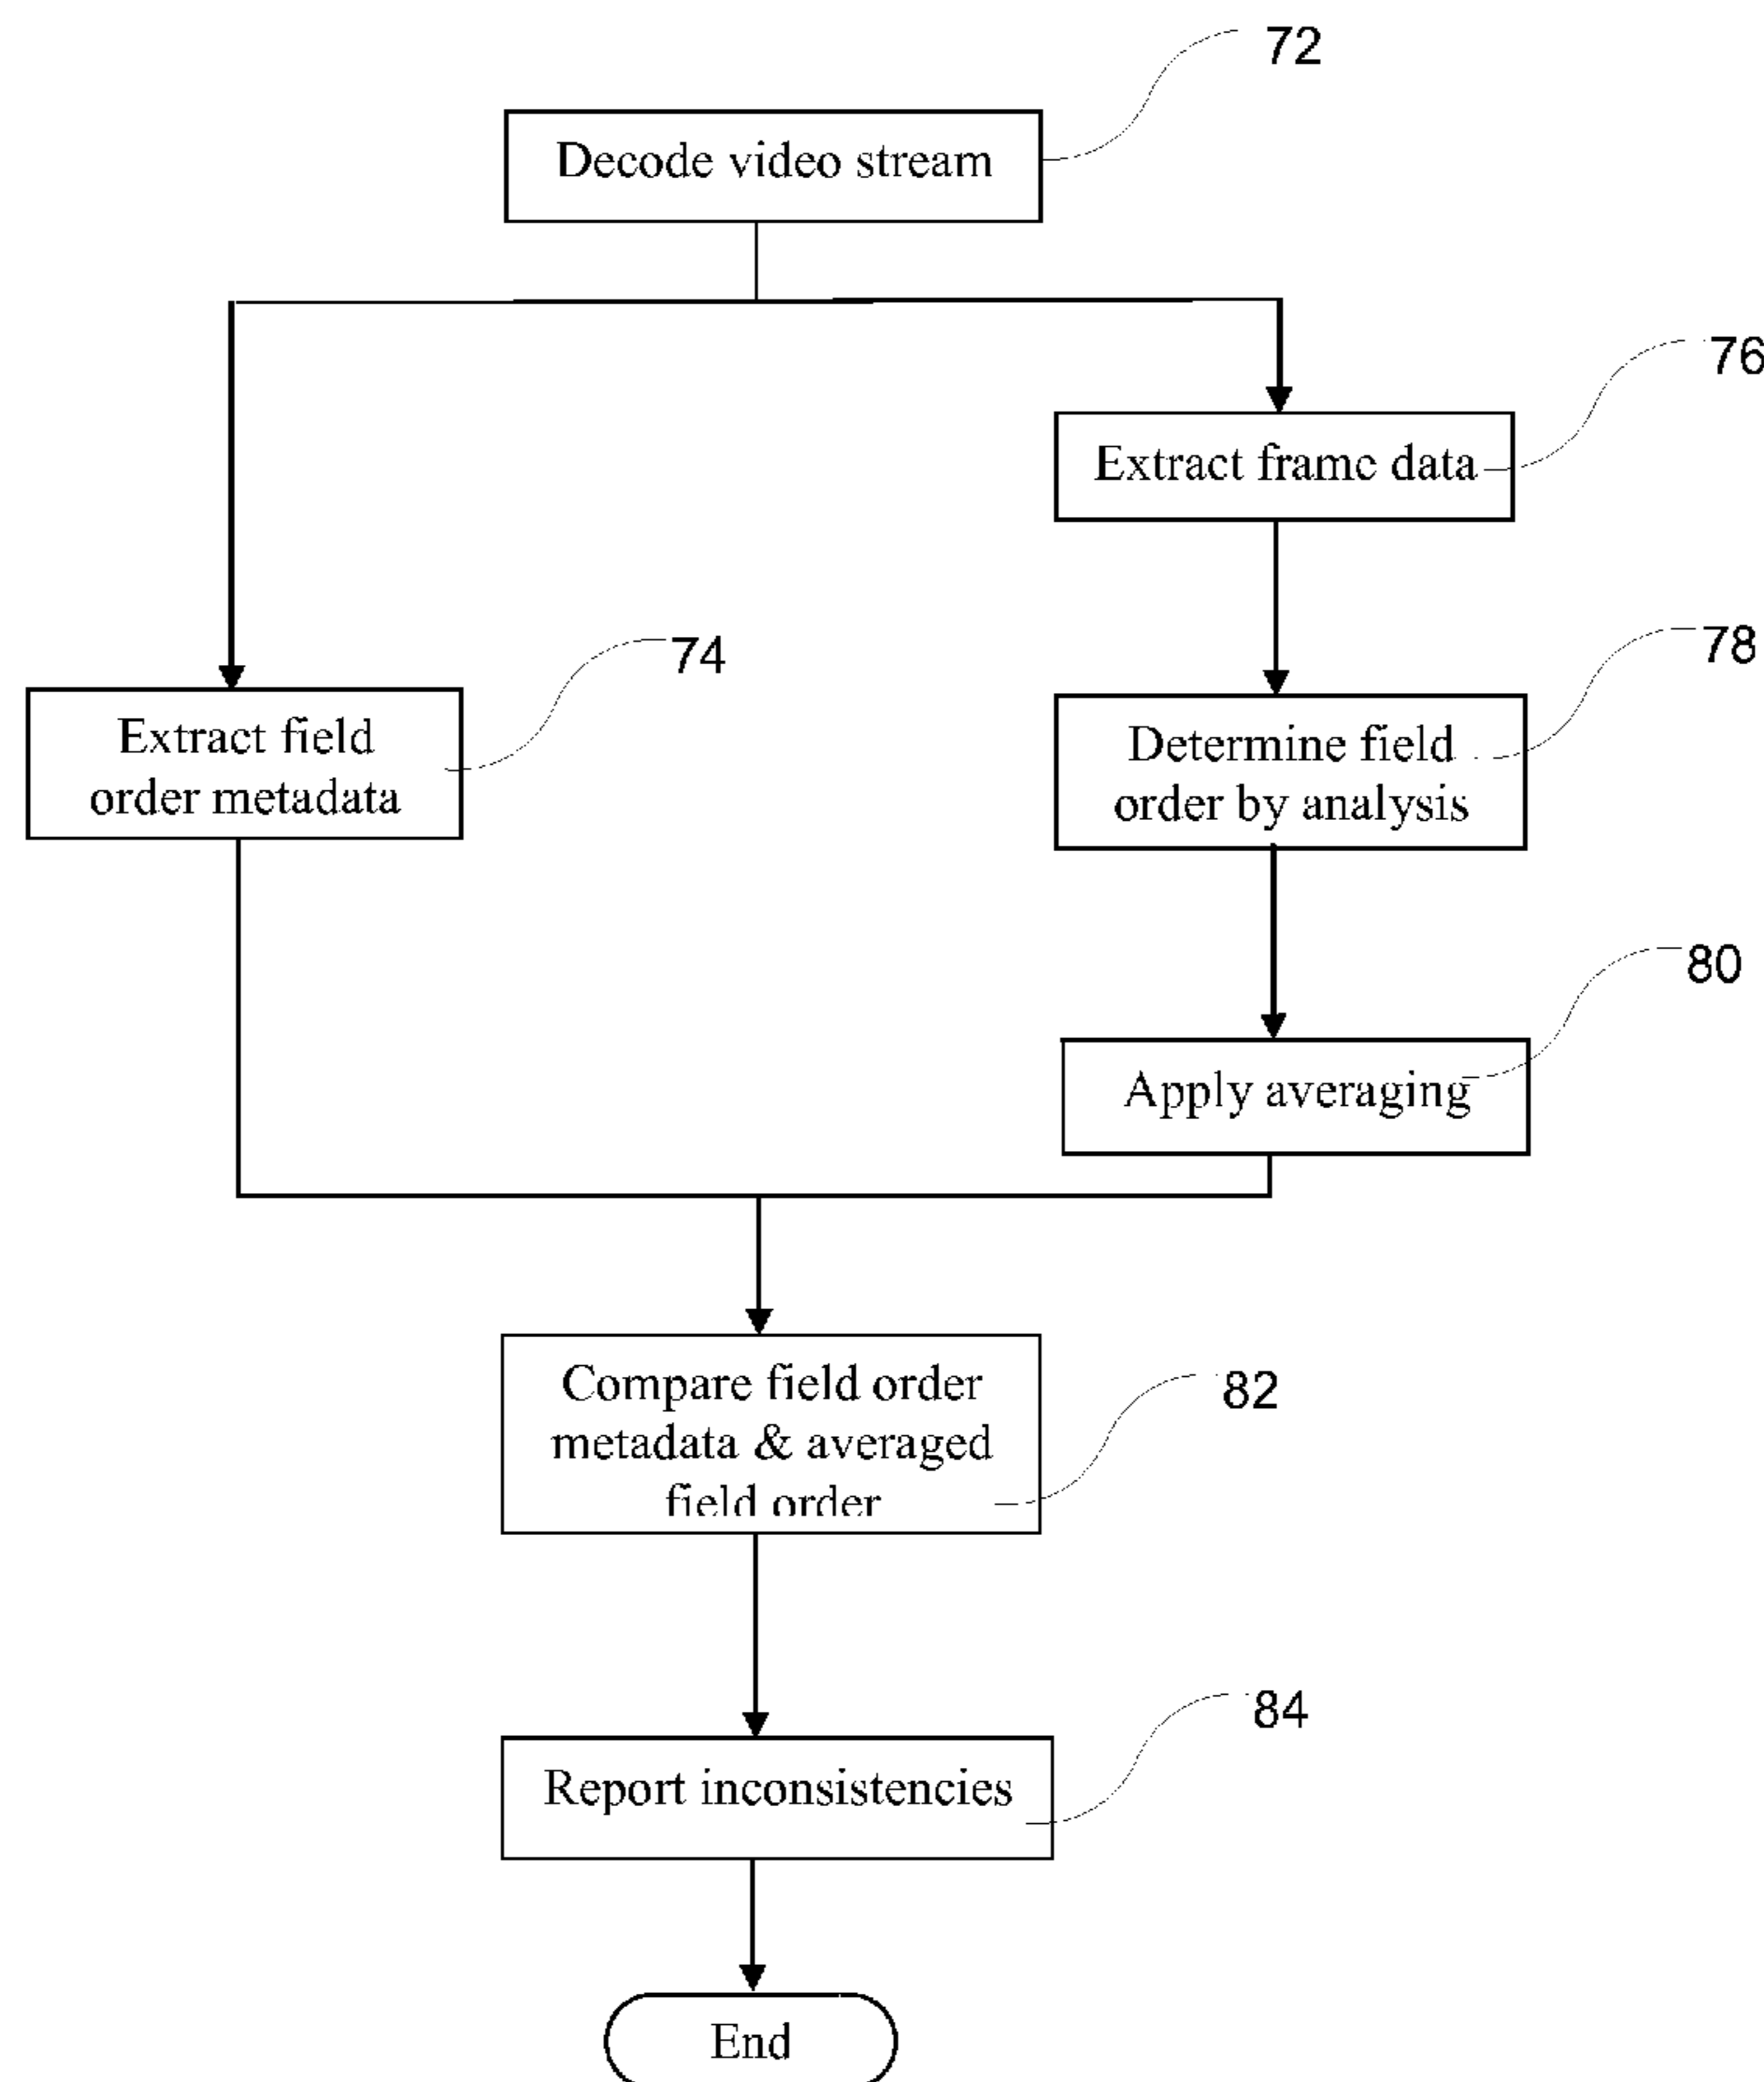 72
Decode video stream
76
Extract frame data
74
78
Extract field
order metadata
Determine field
order by analysis
80
Apply averaging
Compare field order
metadata & averaged
field order
82
84
Report inconsistencies
End